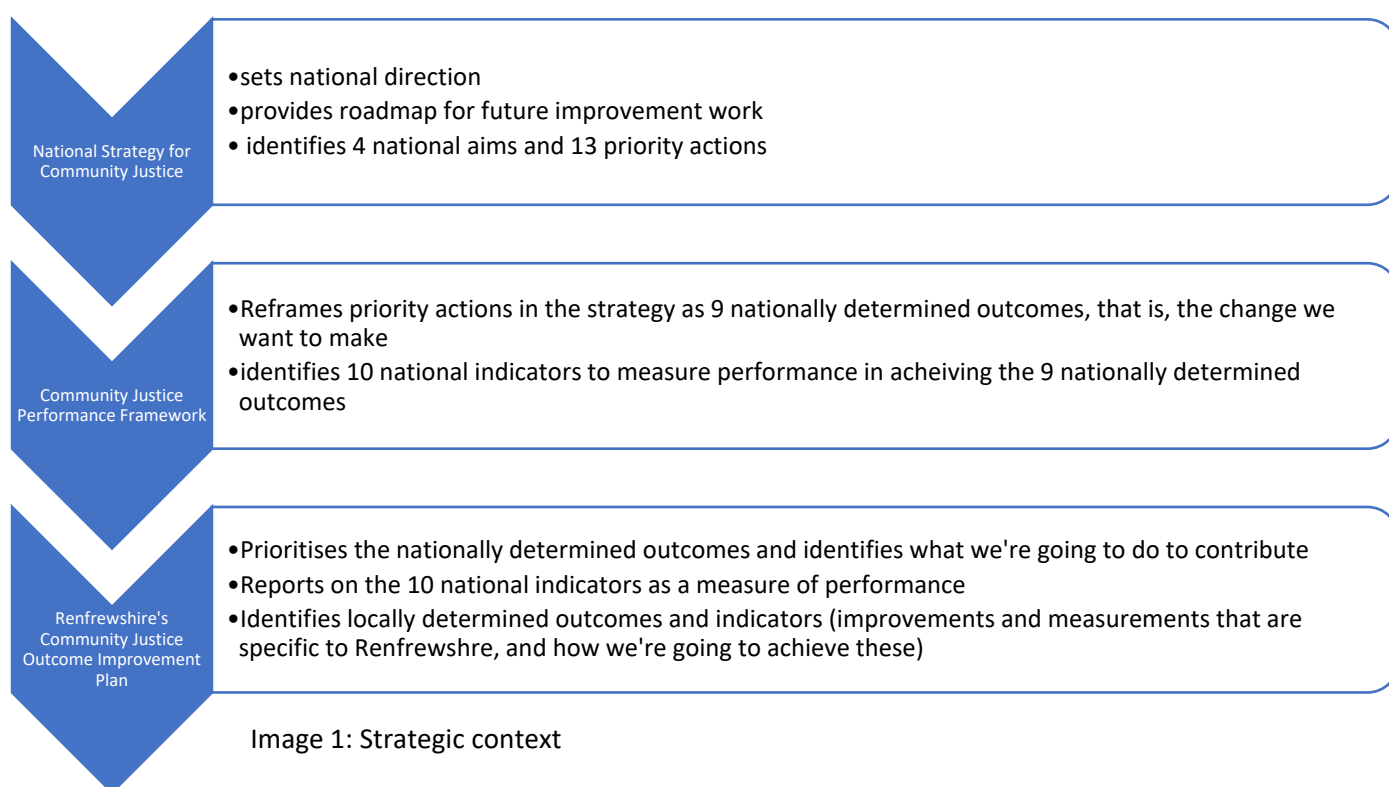 National Strategy for
Community Justice
•sets national direction
•provides roadmap for future improvement work
• identifies 4 national aims and 13 priority actions
Community Justice
Performance Framework
•Reframes priority actions in the strategy as 9 nationally determined outcomes, that is, the change we
want to make
•identifies 10 national indicators to measure performance in acheiving the 9 nationally determined
outcomes
Renfrewshire's
Community Justice
Outcome Improvement
Plan
•Prioritises the nationally determined outcomes and identifies what we're going to do to contribute
•Reports on the 10 national indicators as a measure of performance
•Identifies locally determined outcomes and indicators (improvements and measurements that are
specific to Renfrewshre, and how we're going to achieve these)
Image 1: Strategic context